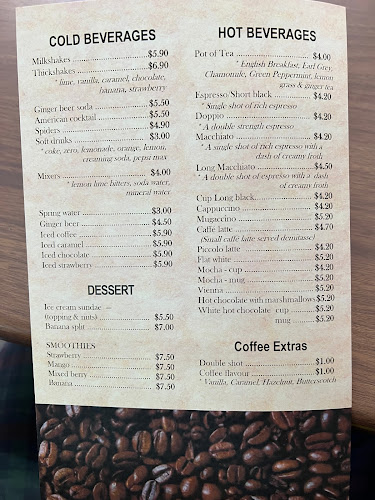 COLD BEVERAGES
Milkshakes ..............................$5.90
Thickshakes ............................$6.90
* lime, vanilla, caramel, chocolate,
banana, strawberry
Ginger beer soda ....................$5.50
American cocktail ..................$5.50
Spiders ....................................$4.90
Soft drinks ..............................$3.00
* coke, zero, lemonade, orange, lemon,
creaming soda, pepsi max
Mixers ....................................$4.00
* lemon lime bitters, soda water,
mineral water
Spring water ..........................$3.00
Ginger beer ............................$4.50
Iced coffee ..............................$5.90
Iced caramel ...........................$5.90
Iced chocolate ........................$5.90
Iced strawberry ......................$5.90
DESSERT
Ice cream sundae —
(topping & nuts) .....................$5.50
Banana split ............................$7.00
SMOOTHIES
Strawberry ..............................$7.50
Mango .....................................$7.50
Mixed berry ............................$7.50
Banana ....................................$7.50
HOT BEVERAGES
Pot of Tea ..............................$4.00
* English Breakfast, Earl Grey,
Chamomile, Green Peppermint, lemon
grass & ginger tea
Espresso/Short black ..............$4.20
* Single shot of rich espresso
Doppio ...................................$4.20
* A double strength espresso
Macchiato ..............................$4.20
* A single shot of rich espresso with a
dash of creamy froth
Long Macchiato .....................$4.50
* A double shot of espresso with a dash
of creamy froth
Cup Long black......................$4.20
Cappuccino ............................$4.20
Mugaccino .............................$5.20
Caffè latte ..............................$4.70
(Small caffè latte served demitasse)
Piccolo latte ...........................$4.20
Flat white ...............................$4.20
Mocha - cup ...........................$4.20
Mocha - mug ..........................$5.20
Vienna ....................................$5.20
Hot chocolate with marshmallows $5.20
White hot chocolate cup ..........$4.20
mug ..........$5.20
Coffee Extras
Double shot ............................$1.00
Coffee flavour ........................$1.00
* Vanilla, Caramel, Hazelnut, Butterscotch